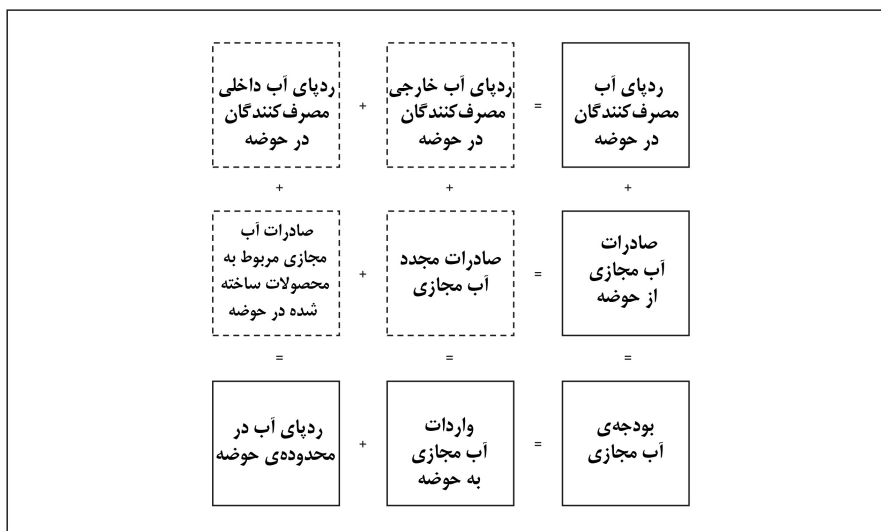 ردپای آب داخلی
مصرف‌کنندگان
در حوضه
+
ردپای آب خارجی
مصرف‌کنندگان
در حوضه
=
ردپای آب
مصرف‌کنندگان
در حوضه
+
+
+
صادرات آب
مجازی مربوط به
محصولات ساخته
شده در حوضه
+
صادرات مجدد
آب مجازی
=
صادرات
آب مجازی
از حوضه
=
=
=
ردپای آب در
محدوده‌ی حوضه
+
واردات
آب مجازی
به حوضه
=
بودجه‌ی
آب مجازی